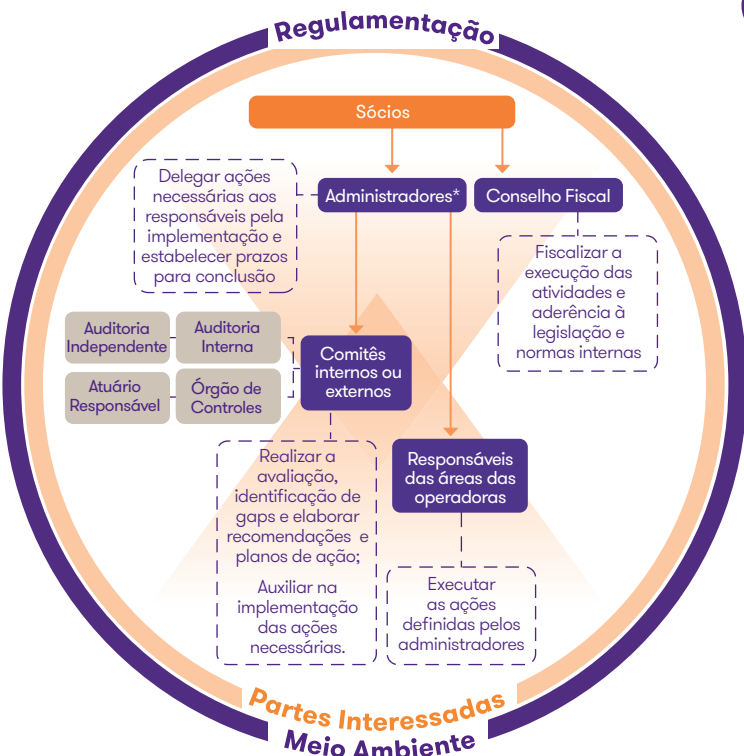 Regulamentação
Sócios
Delegar ações
necessárias aos
responsáveis pela
implementação e
estabelecer prazos
para conclusão
Administradores*
Conselho Fiscal
Fiscalizar a
execução das
atividades e
aderência à
legislação e
normas internas
Auditoria
Independente
Auditoria
Interna
Atuário
Responsável
Órgão de
Controles
Comitês
internos ou
externos
Responsáveis
das áreas das
operadoras
Realizar a
avaliação,
identificação de
gaps e elaborar
recomendações e
planos de ação;
Auxiliar na
implementação
das ações
necessárias.
Executar
as ações
definidas pelos
administradores
Partes Interessadas
Meio Ambiente